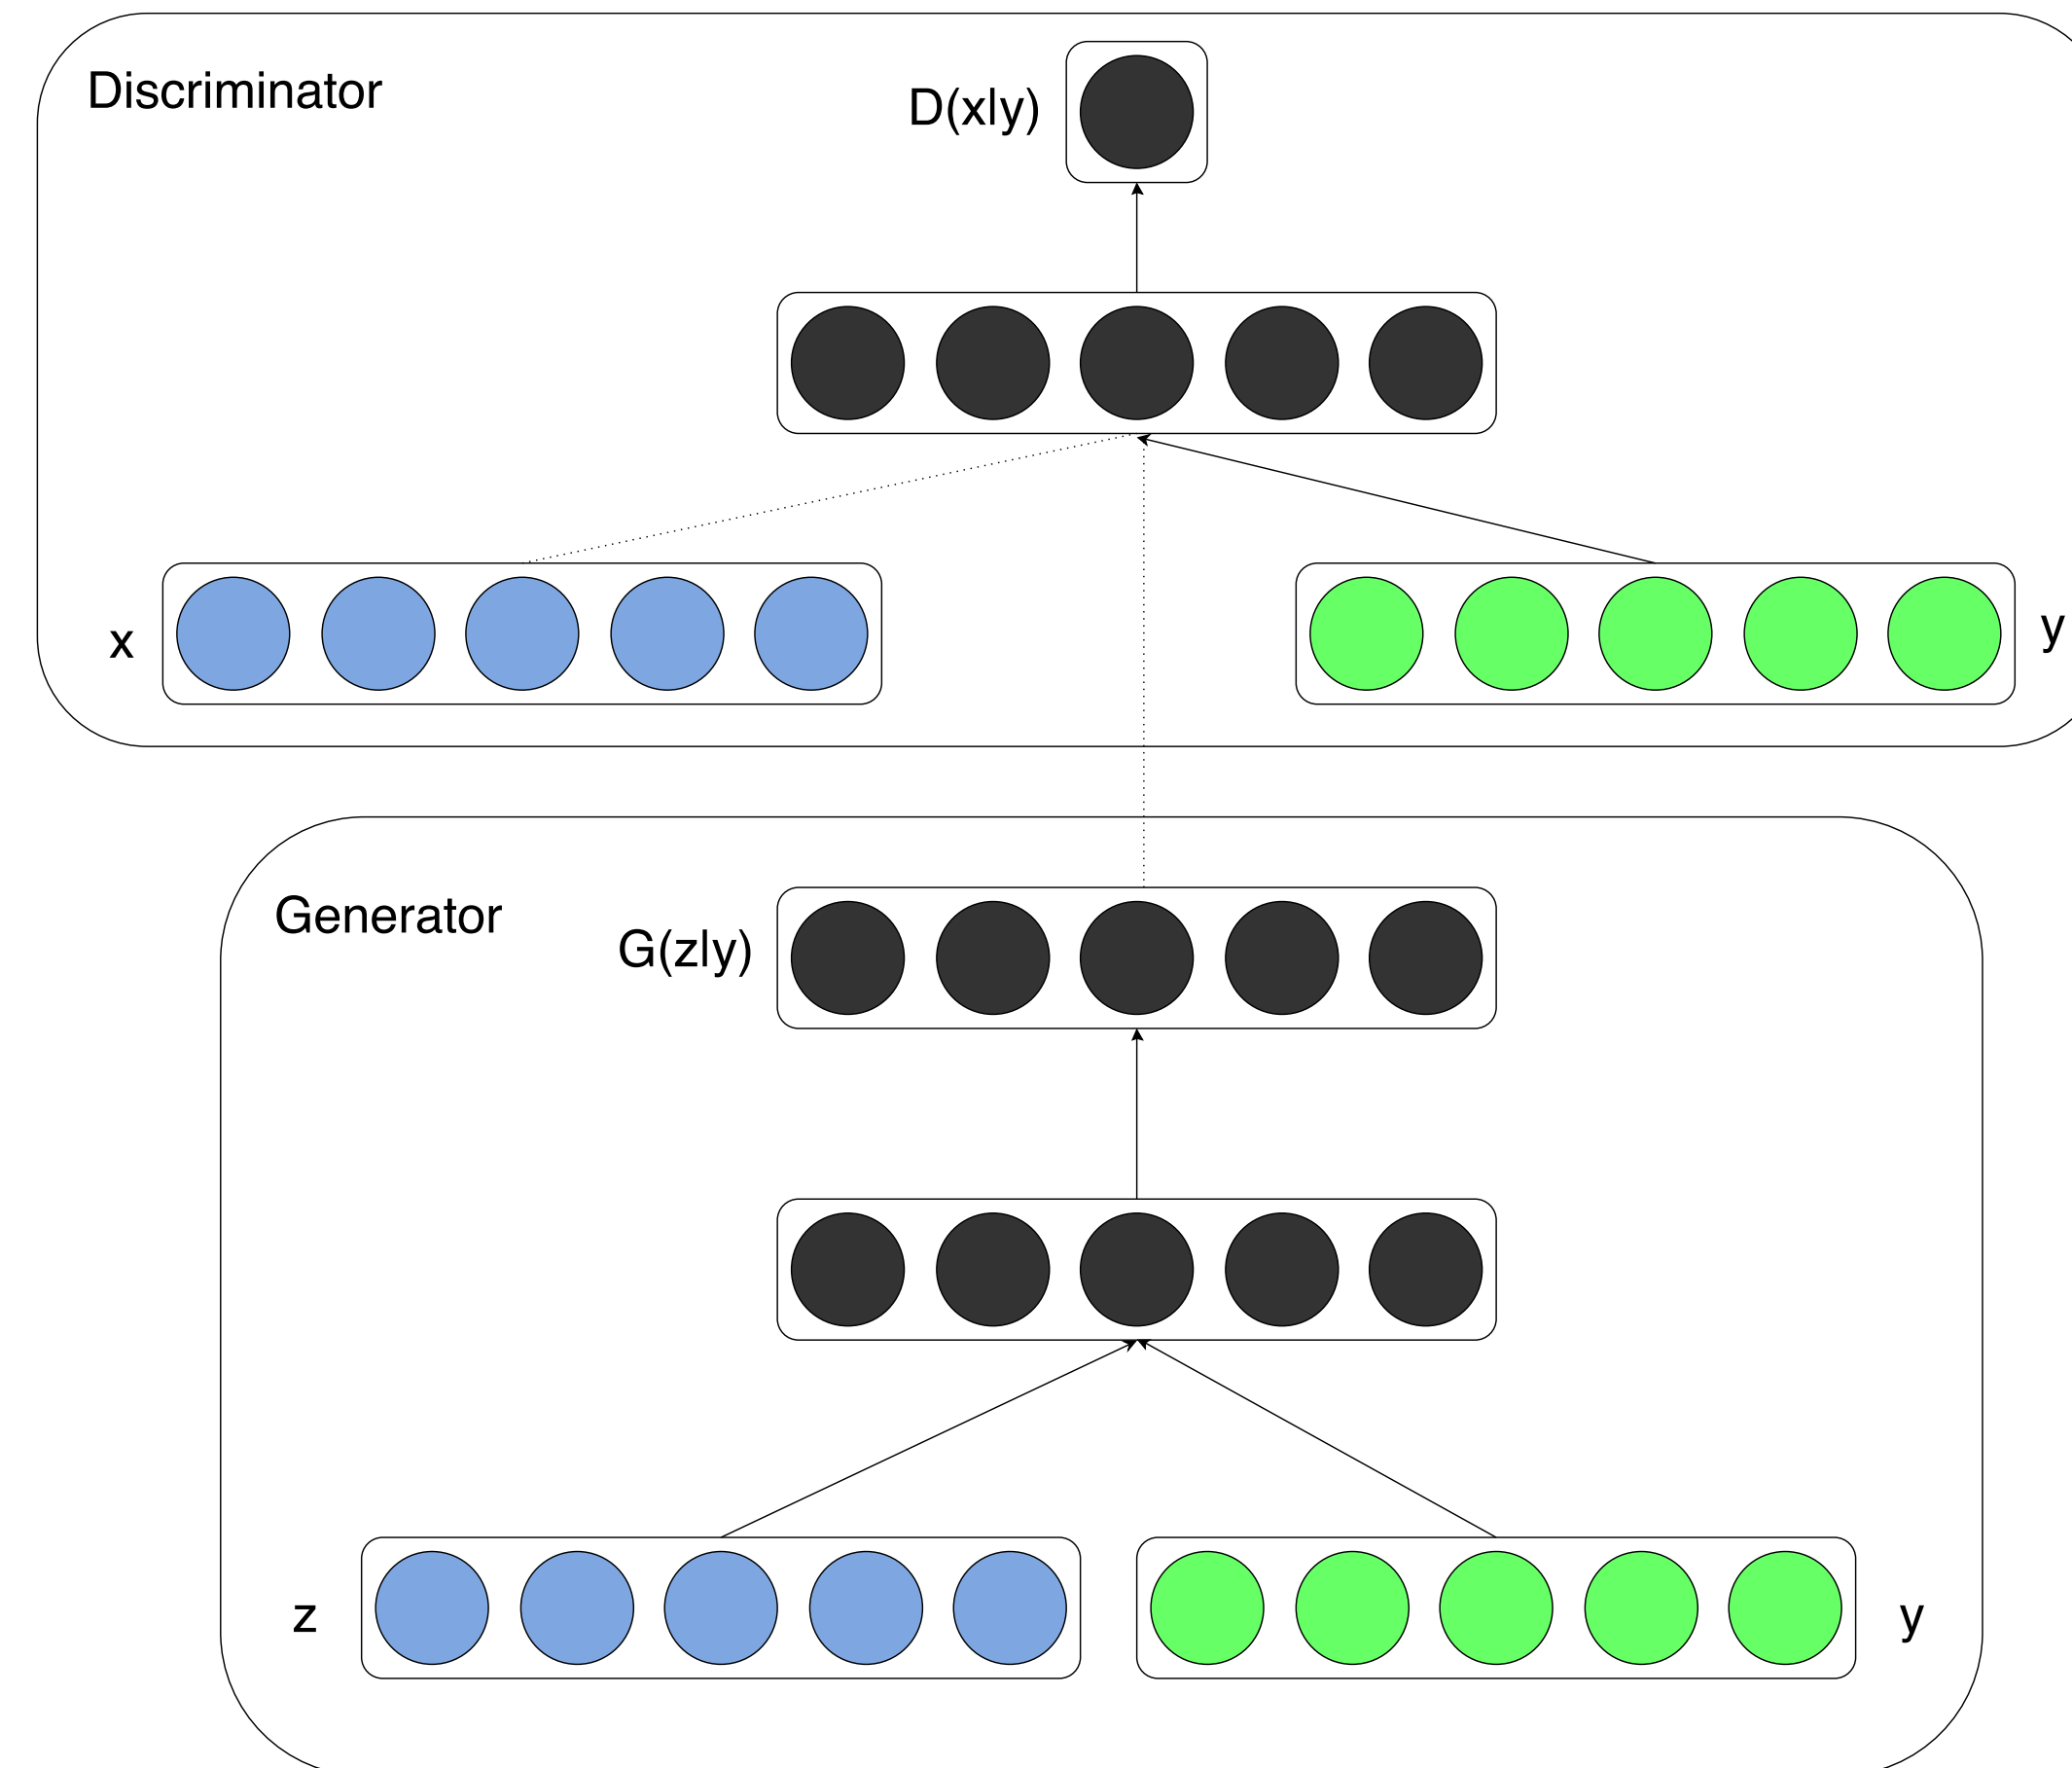 Discriminator
D(x|y)
x
y
Generator
G(z|y)
z
y